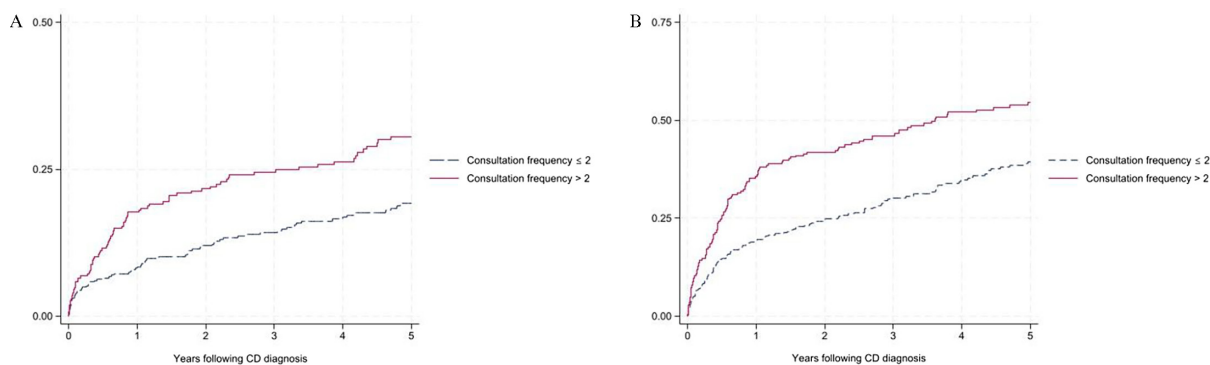 A
0.50
0.25
0.00
0 1 2 3 4 5
Years following CD diagnosis
Consultation frequency ≤ 2
Consultation frequency > 2
B
0.75
0.50
0.25
0.00
0 1 2 3 4 5
Years following CD diagnosis
Consultation frequency ≤ 2
Consultation frequency > 2